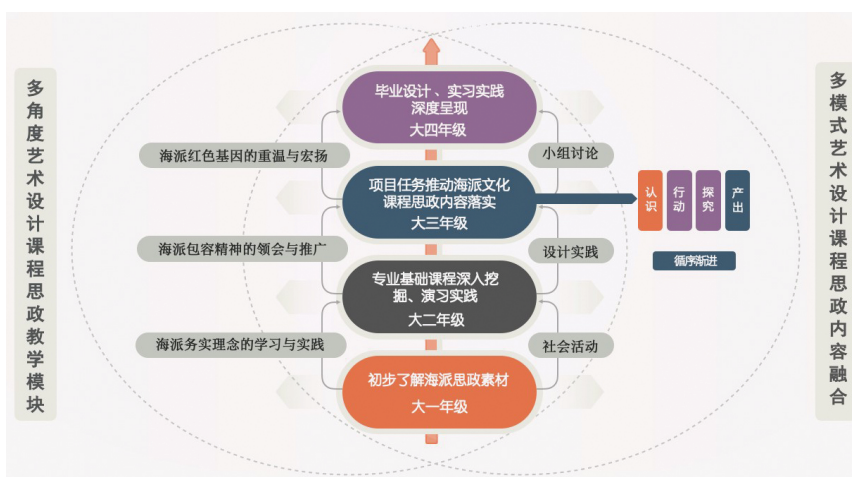 多角度艺术设计课程思政教学模块
毕业设计、实习实践
深度呈现
大四年级
海派红色基因的重温与宏扬
小组讨论
项目任务推动海派文化
课程思政内容落实
大三年级
认识
行动
探究
产出
循序渐进
海派包容精神的领会与推广
设计实践
专业基础课程深入挖
掘、演习实践
大二年级
海派务实理念的学习与实践
社会活动
初步了解海派思政素材
大一年级
多模式艺术设计课程思政内容融合